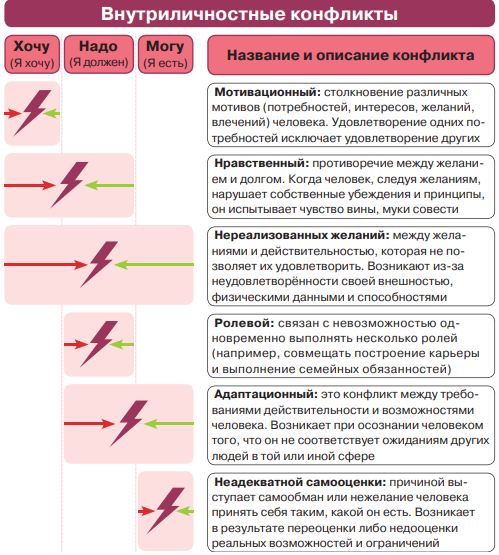 Внутриличностные конфликты
Хочу
(Я хочу)
Надо
(Я должен)
Могу
(Я есть)
Название и описание конфликта
Мотивационный: столкновение различных
мотивов (потребностей, интересов, желаний,
влечений) человека. Удовлетворение одних по-
требностей исключает удовлетворение других
Нравственный: противоречие между желани-
ем и долгом. Когда человек, следуя желаниям,
нарушает собственные убеждения и принципы,
он испытывает чувство вины, муки совести
Нереализованных желаний: между жела-
ниями и действительностью, которая не по-
зволяет их удовлетворить. Возникают из-за
неудовлетворённости своей внешностью,
физическими данными и способностями
Ролевой: связан с невозможностью од-
новременно выполнять несколько ролей
(например, совмещать построение карьеры
и выполнение семейных обязанностей)
Адаптационный: это конфликт между требо-
ваниями действительности и возможностями
человека. Возникает при осознании человеком
того, что он не соответствует ожиданиям других
людей в той или иной сфере
Неадекватной самооценки: причиной вы-
ступает самообман или нежелание человека
принять себя таким, какой он есть. Возникает
в результате переоценки либо недооценки
реальных возможностей и ограничений